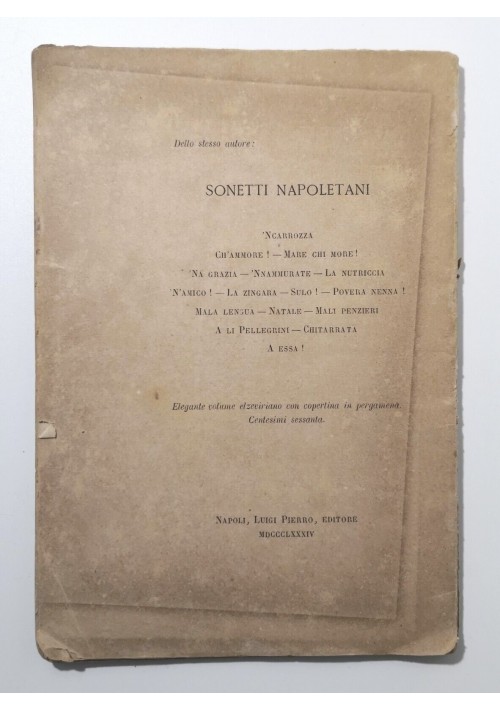 Dello stesso autore:
SONETTI NAPOLETANI
'Ncarrozza
Ch'ammore! — Mare chi more!
'Na grazia — 'Nnammurate — La nutriccia
'N'amico! — La zingara — Sulo! — Povera nenna!
Mala lengua — Natale — Mali penzieri
A li Pellegrini — Chitarrata
A essa!
Elegante volume elzeviriano con copertina in pergamena.
Centesimi sessanta.
Napoli, Luigi Pierro, editore
MDCCCLXXXIV